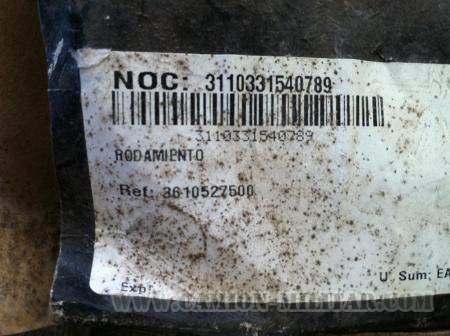 NOC: 3110331540789
3110331540789
RODAMIENTO
Ref: 3610527500
U Sum: EA
Exp
WWW.CAMION-MILITAR.COM